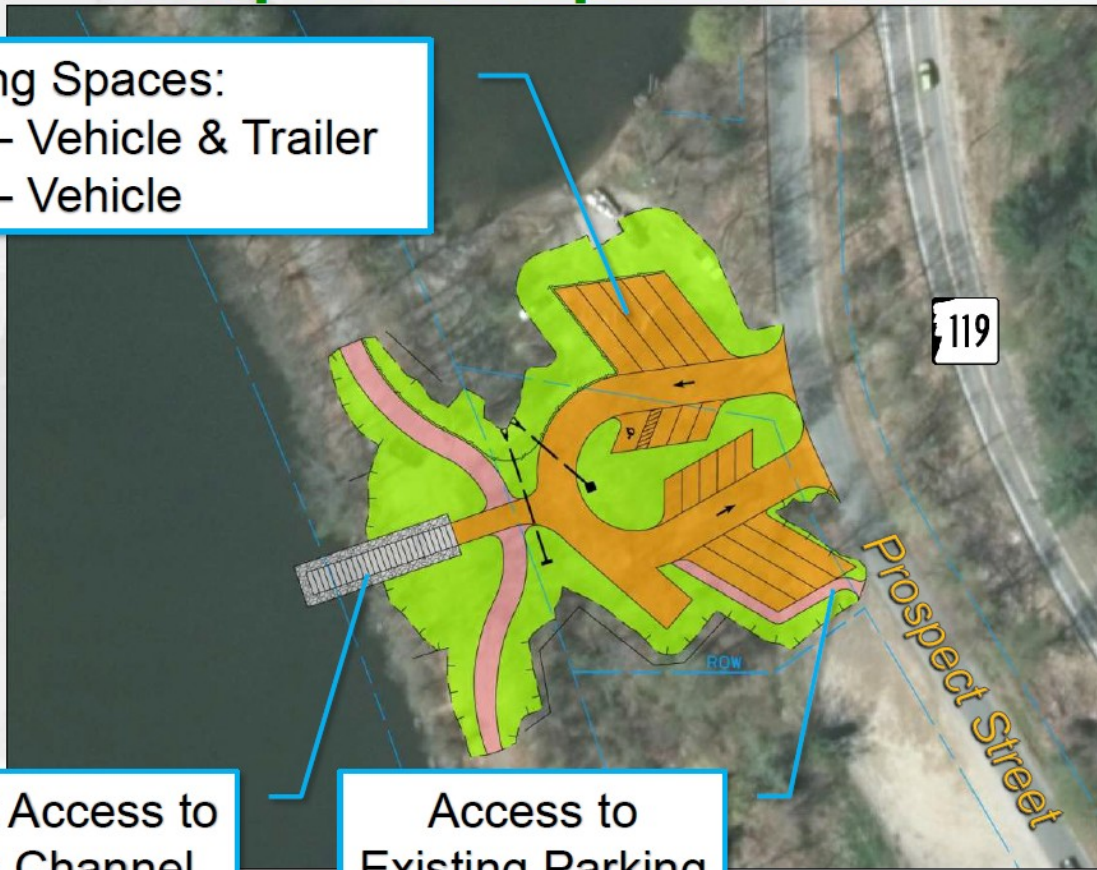 ng Spaces:
– Vehicle & Trailer
– Vehicle
119
ROW
Prospect Street
Access to
Channel
Access to
Existing Parking